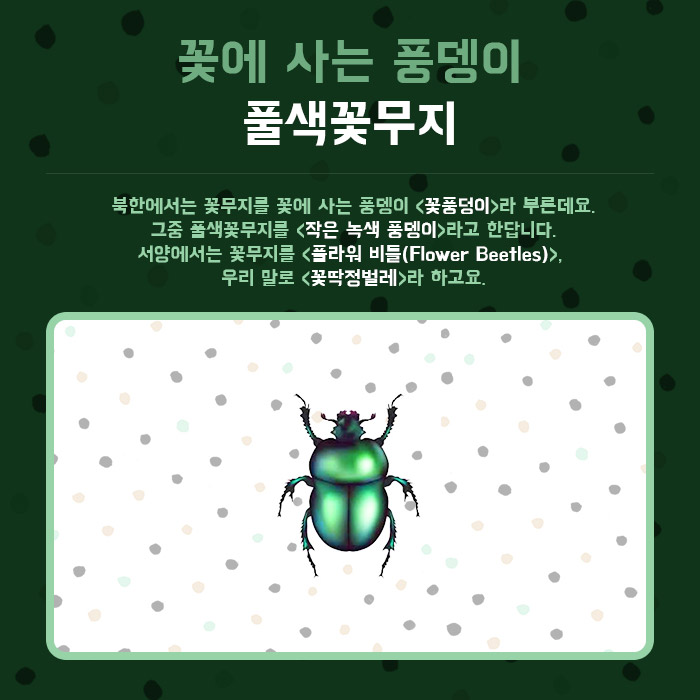 꽃에 사는 풍뎅이
풀색꽃무지
북한에서는 꽃무지를 꽃에 사는 풍뎅이 <꽃풍덩이>라 부른데요.
그중 풀색꽃무지를 <작은 녹색 풍뎅이>라고 한답니다.
서양에서는 꽃무지를 <플라워 비틀(Flower Beetles)>,
우리 말로 <꽃딱정벌레>라 하고요.